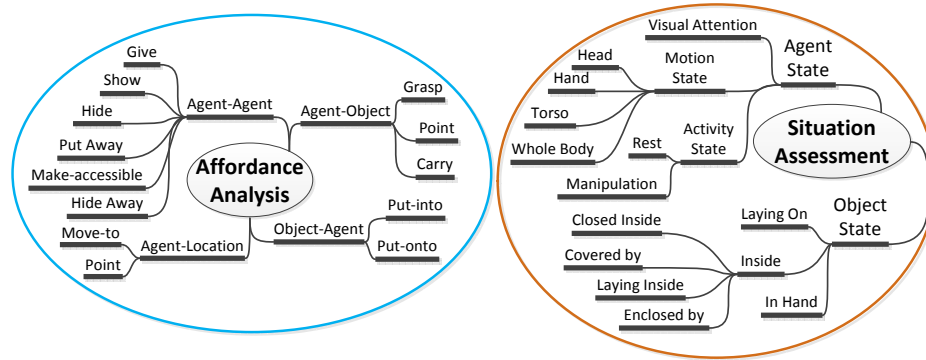 Give
Show
Hide
Put Away
Make-accessible
Hide Away
Agent-Agent
Agent-Object
Grasp
Point
Carry
Affordance
Analysis
Move-to
Point
Agent-Location
Object-Agent
Put-into
Put-onto
Visual Attention
Head
Hand
Torso
Whole Body
Motion
State
Agent
State
Rest
Manipulation
Activity
State
Situation
Assessment
Closed Inside
Covered by
Laying Inside
Enclosed by
Inside
Laying On
In Hand
Object
State